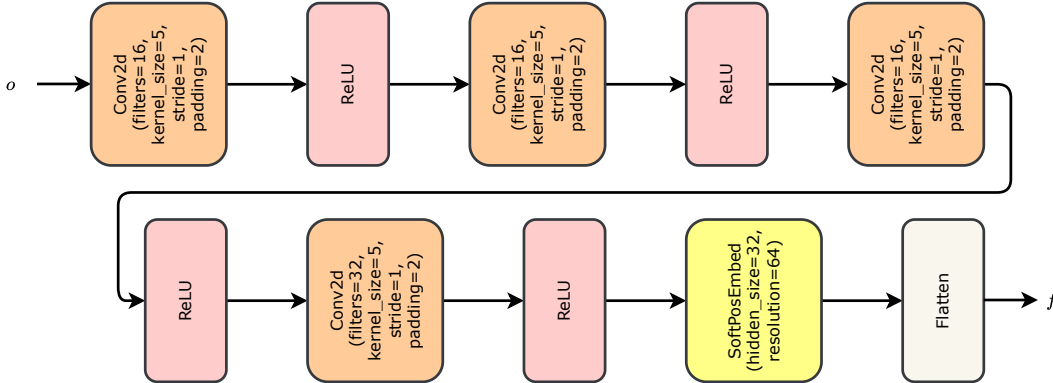 o
Conv2d
(filters=16,
kernel_size=5,
stride=1,
padding=2)
ReLU
Conv2d
(filters=16,
kernel_size=5,
stride=1,
padding=2)
ReLU
Conv2d
(filters=16,
kernel_size=5,
stride=1,
padding=2)
ReLU
Conv2d
(filters=32,
kernel_size=5,
stride=1,
padding=2)
ReLU
SoftPosEmbed
(hidden_size=32,
resolution=64)
Flatten
f